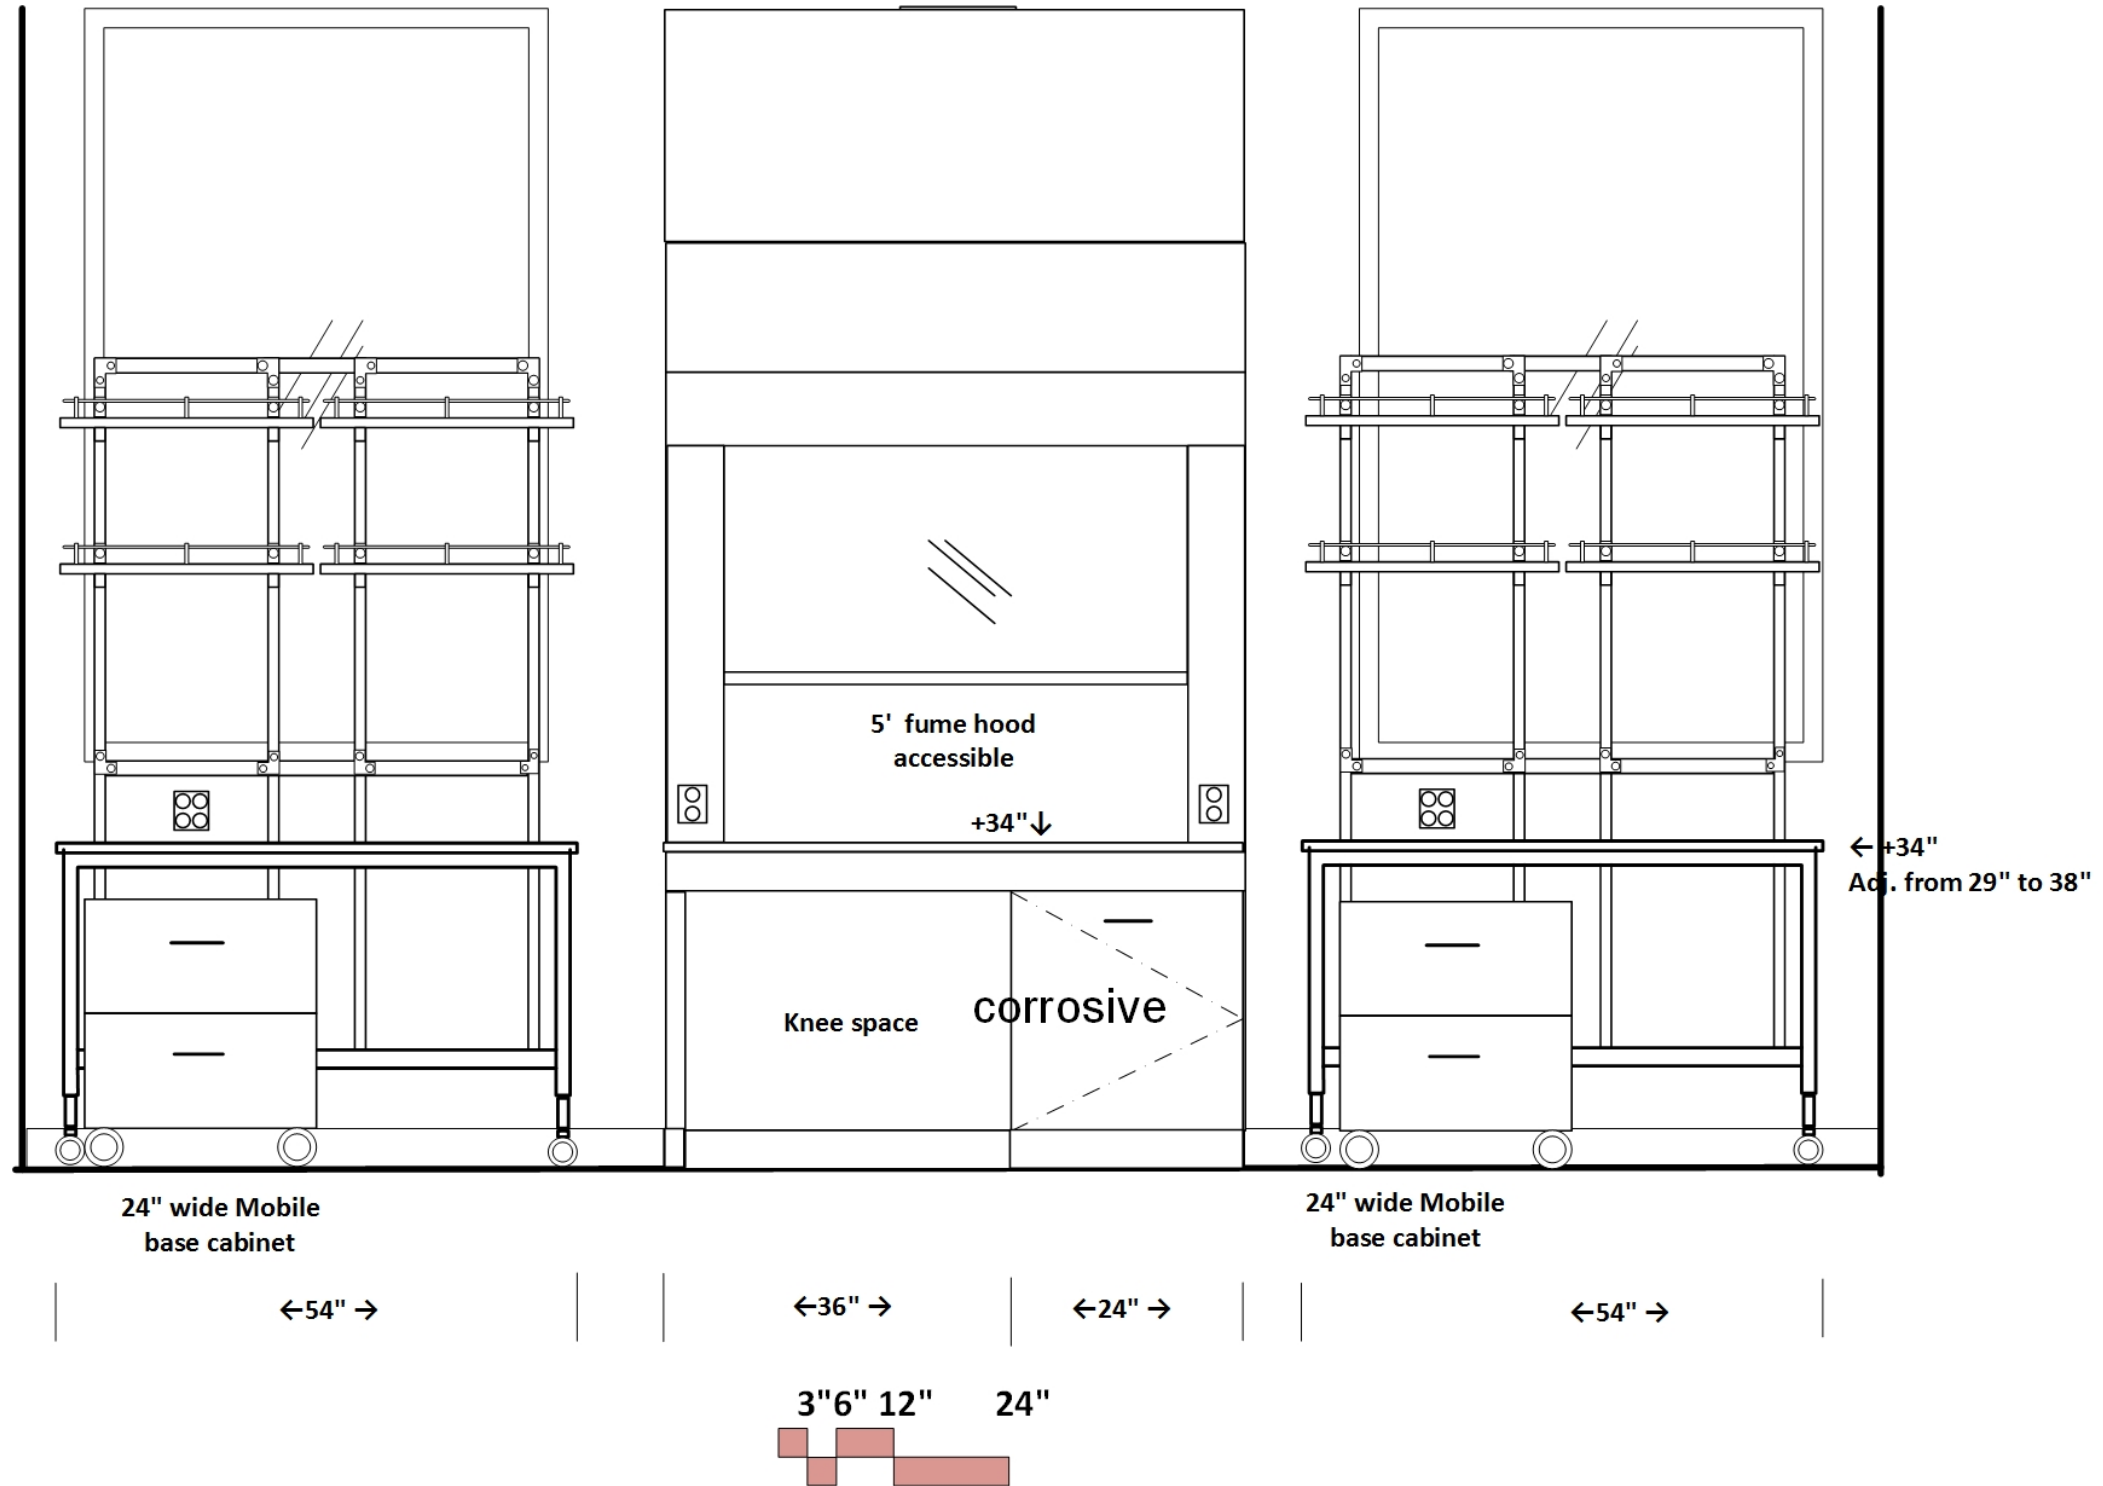 5' fume hood
accessible
+34"↓
←+34"
Adj. from 29" to 38"
Knee space
corrosive
24" wide Mobile
base cabinet
24" wide Mobile
base cabinet
←54" →
←36" →
←24" →
←54" →
3"6" 12" 24"